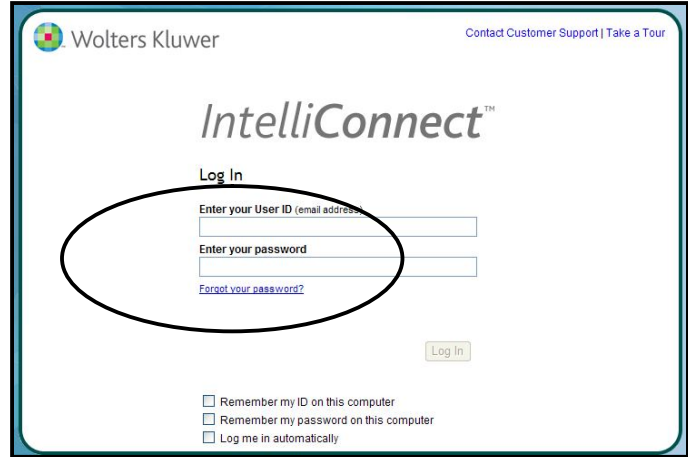 Wolters Kluwer
Contact Customer Support | Take a Tour
IntelliConnect™
Log In
Enter your User ID (email address)
Enter your password
Forgot your password?
Log In
Remember my ID on this computer
Remember my password on this computer
Log me in automatically